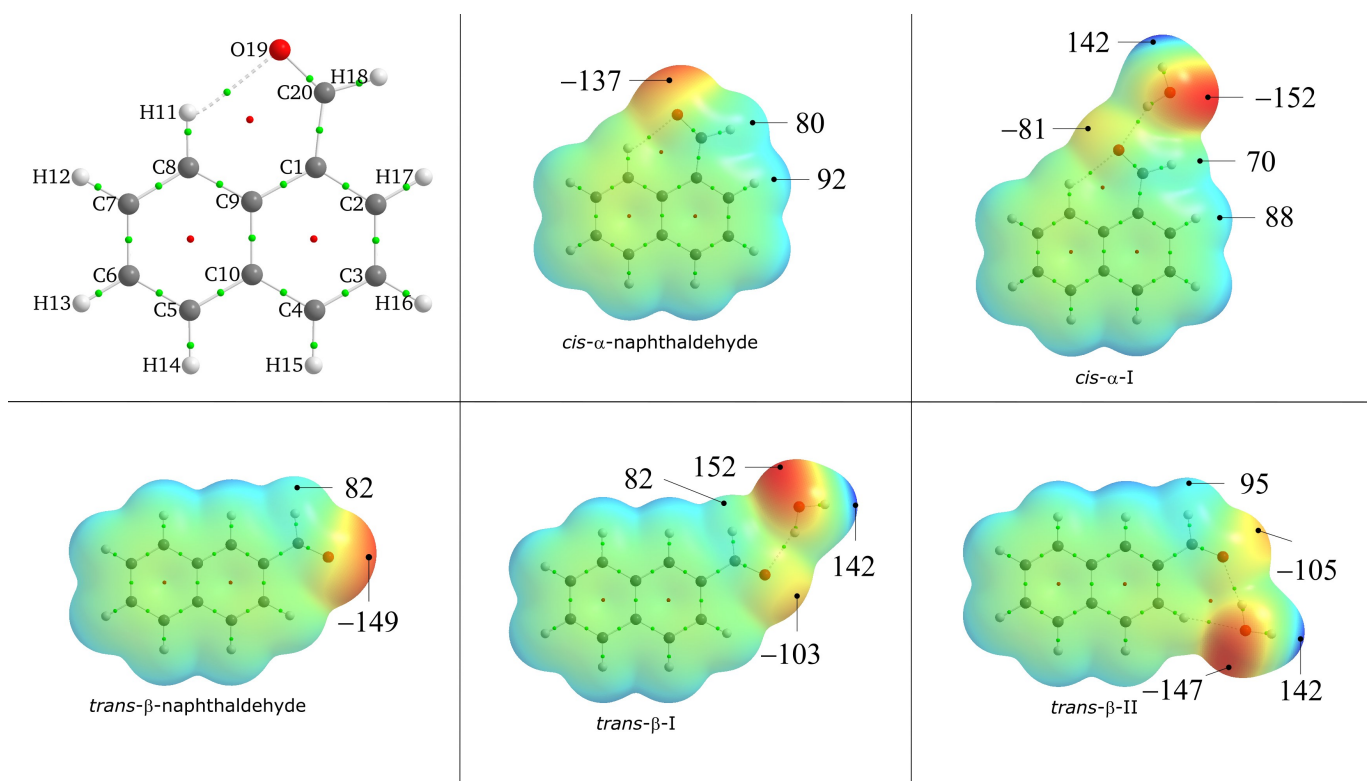 O19
C20
H18
H11
C8
C1
H12
H17
C7
C9
C2
C6
C10
C3
H13
C5
C4
H16
H14
H15
−137
80
92
cis-α-naphthaldehyde
142
−152
−81
70
88
cis-α-I
82
−149
trans-β-naphthaldehyde
152
82
142
−103
trans-β-I
95
−105
−147
142
trans-β-II